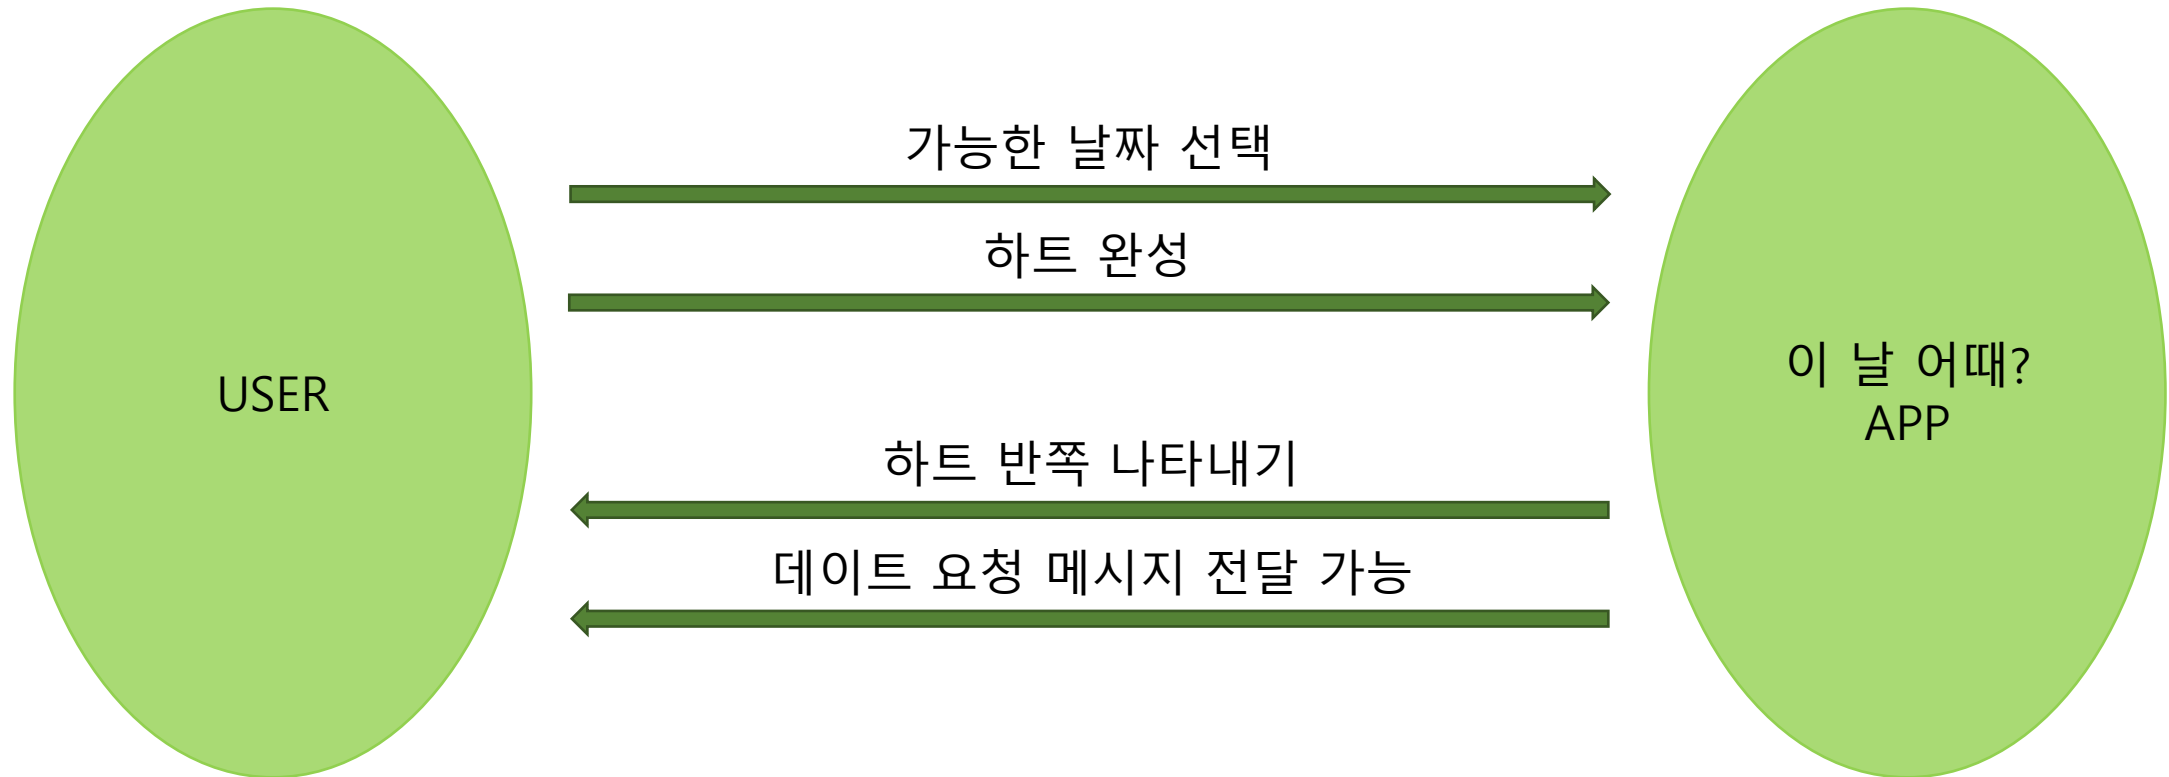 가능한 날짜 선택
하트 완성
USER
이 날 어때?
APP
하트 반쪽 나타내기
데이트 요청 메시지 전달 가능